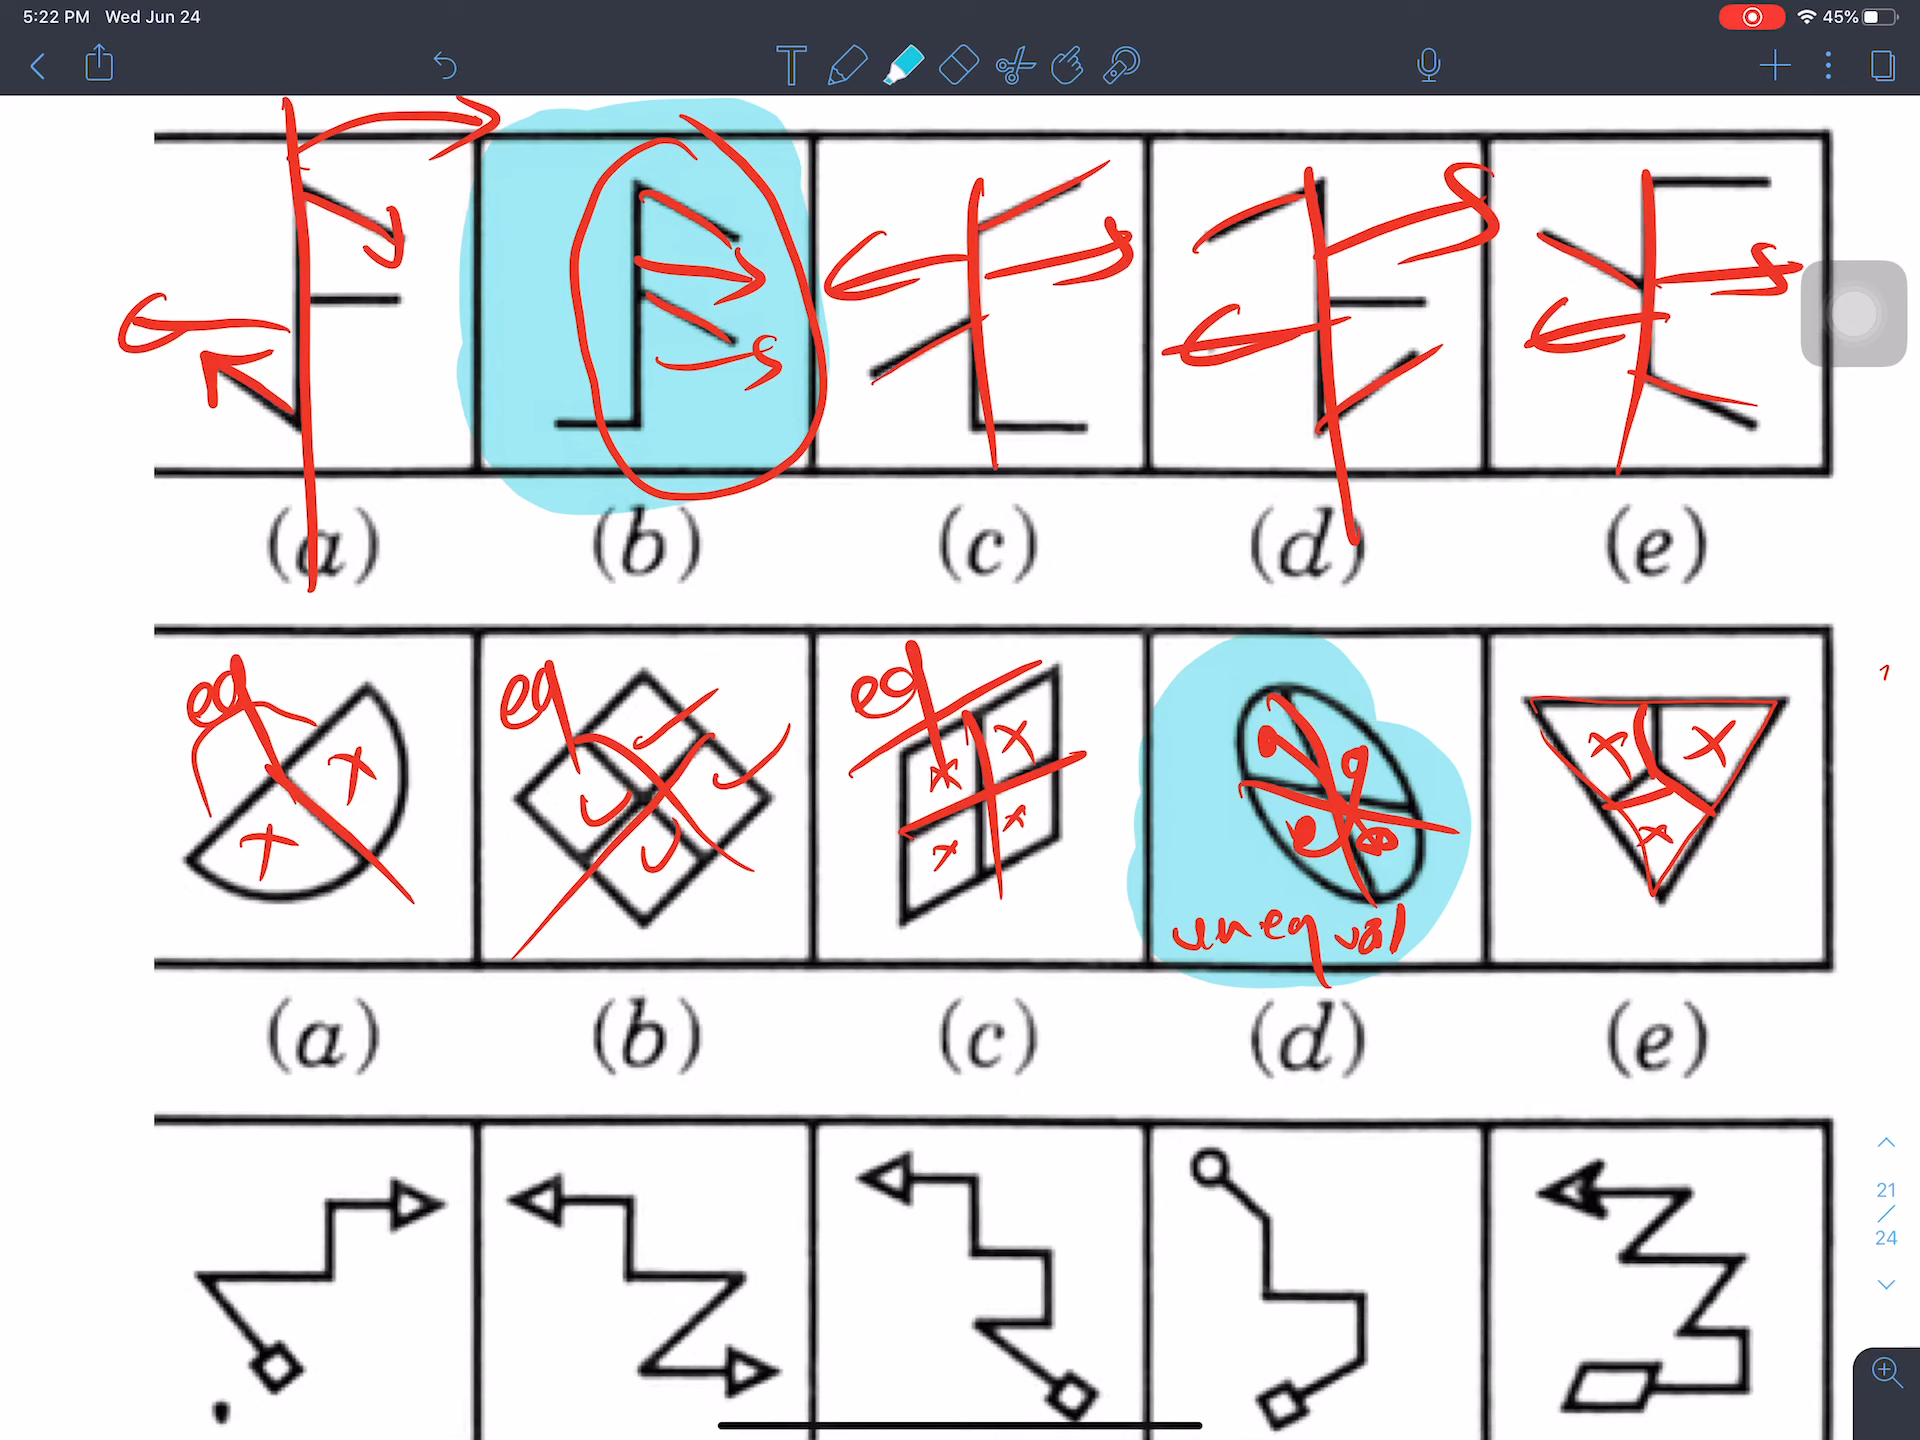 5:22 PM Wed Jun 24
45%
(a) (b) (c) (d) (e)
eq eq eq
unequal
(a) (b) (c) (d) (e)
21
/
24